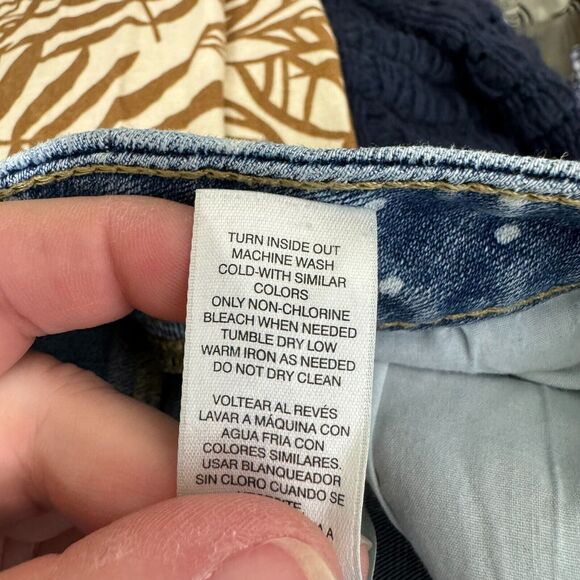 TURN INSIDE OUT
MACHINE WASH
COLD-WITH SIMILAR
COLORS
ONLY NON-CHLORINE
BLEACH WHEN NEEDED
TUMBLE DRY LOW
WARM IRON AS NEEDED
DO NOT DRY CLEAN
VOLTEAR AL REVÉS
LAVAR A MÁQUINA CON
AGUA FRIA CON
COLORES SIMILARES.
USAR BLANQUEADOR
SIN CLORO CUANDO SE
A A